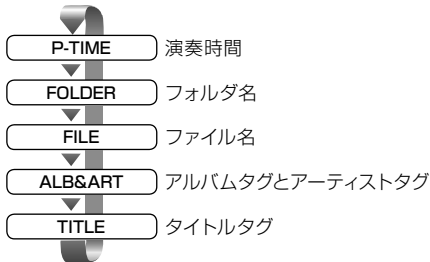 P-TIME 演奏時間
FOLDER フォルダ名
FILE ファイル名
ALB&ART アルバムタグとアーティストタグ
TITLE タイトルタグ